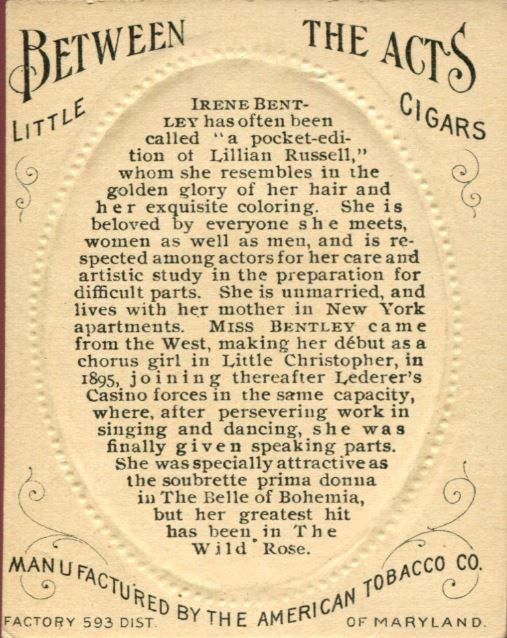 BETWEEN THE ACTS
LITTLE CIGARS
IRENE BENT-
LEY has often been
called "a pocket-edi-
tion of Lillian Russell,"
whom she resembles in the
golden glory of her hair and
her exquisite coloring. She is
beloved by everyone she meets,
women as well as men, and is re-
spected among actors for her care and
artistic study in the preparation for
difficult parts. She is unmarried, and
lives with her mother in New York
apartments. MISS BENTLEY came
from the West, making her début as a
chorus girl in Little Christopher, in
1895, joining thereafter Lederer's
Casino forces in the same capacity,
where, after persevering work in
singing and dancing, she was
finally given speaking parts.
She was specially attractive as
the soubrette prima donna
in The Belle of Bohemia,
but her greatest hit
has been in The
Wild Rose.
MANUFACTURED BY THE AMERICAN TOBACCO CO.
FACTORY 593 DIST. OF MARYLAND.